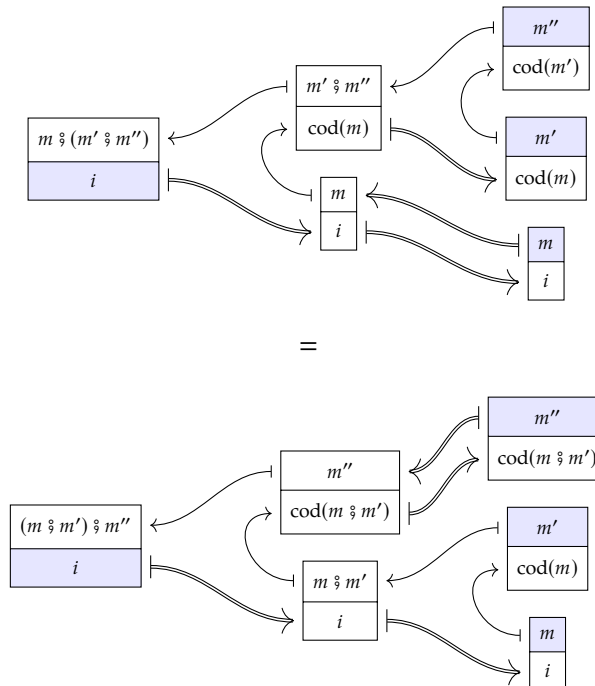 m″
cod(m′)
m′ ⨟ m″
cod(m)
m ⨟ (m′ ⨟ m″)
i
m′
cod(m)
m
i
m
i
=
m″
cod(m ⨟ m′)
m″
cod(m ⨟ m′)
(m ⨟ m′) ⨟ m″
i
m′
cod(m)
m ⨟ m′
i
m
i